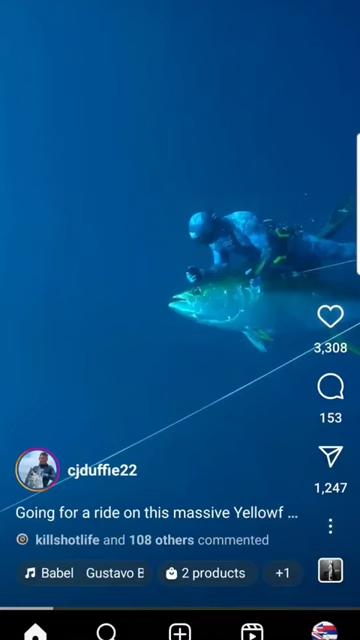 3,308
153
1,247
cjduffie22
Going for a ride on this massive Yellowf ...
killshotlife and 108 others commented
Babel Gustavo B
2 products
+1